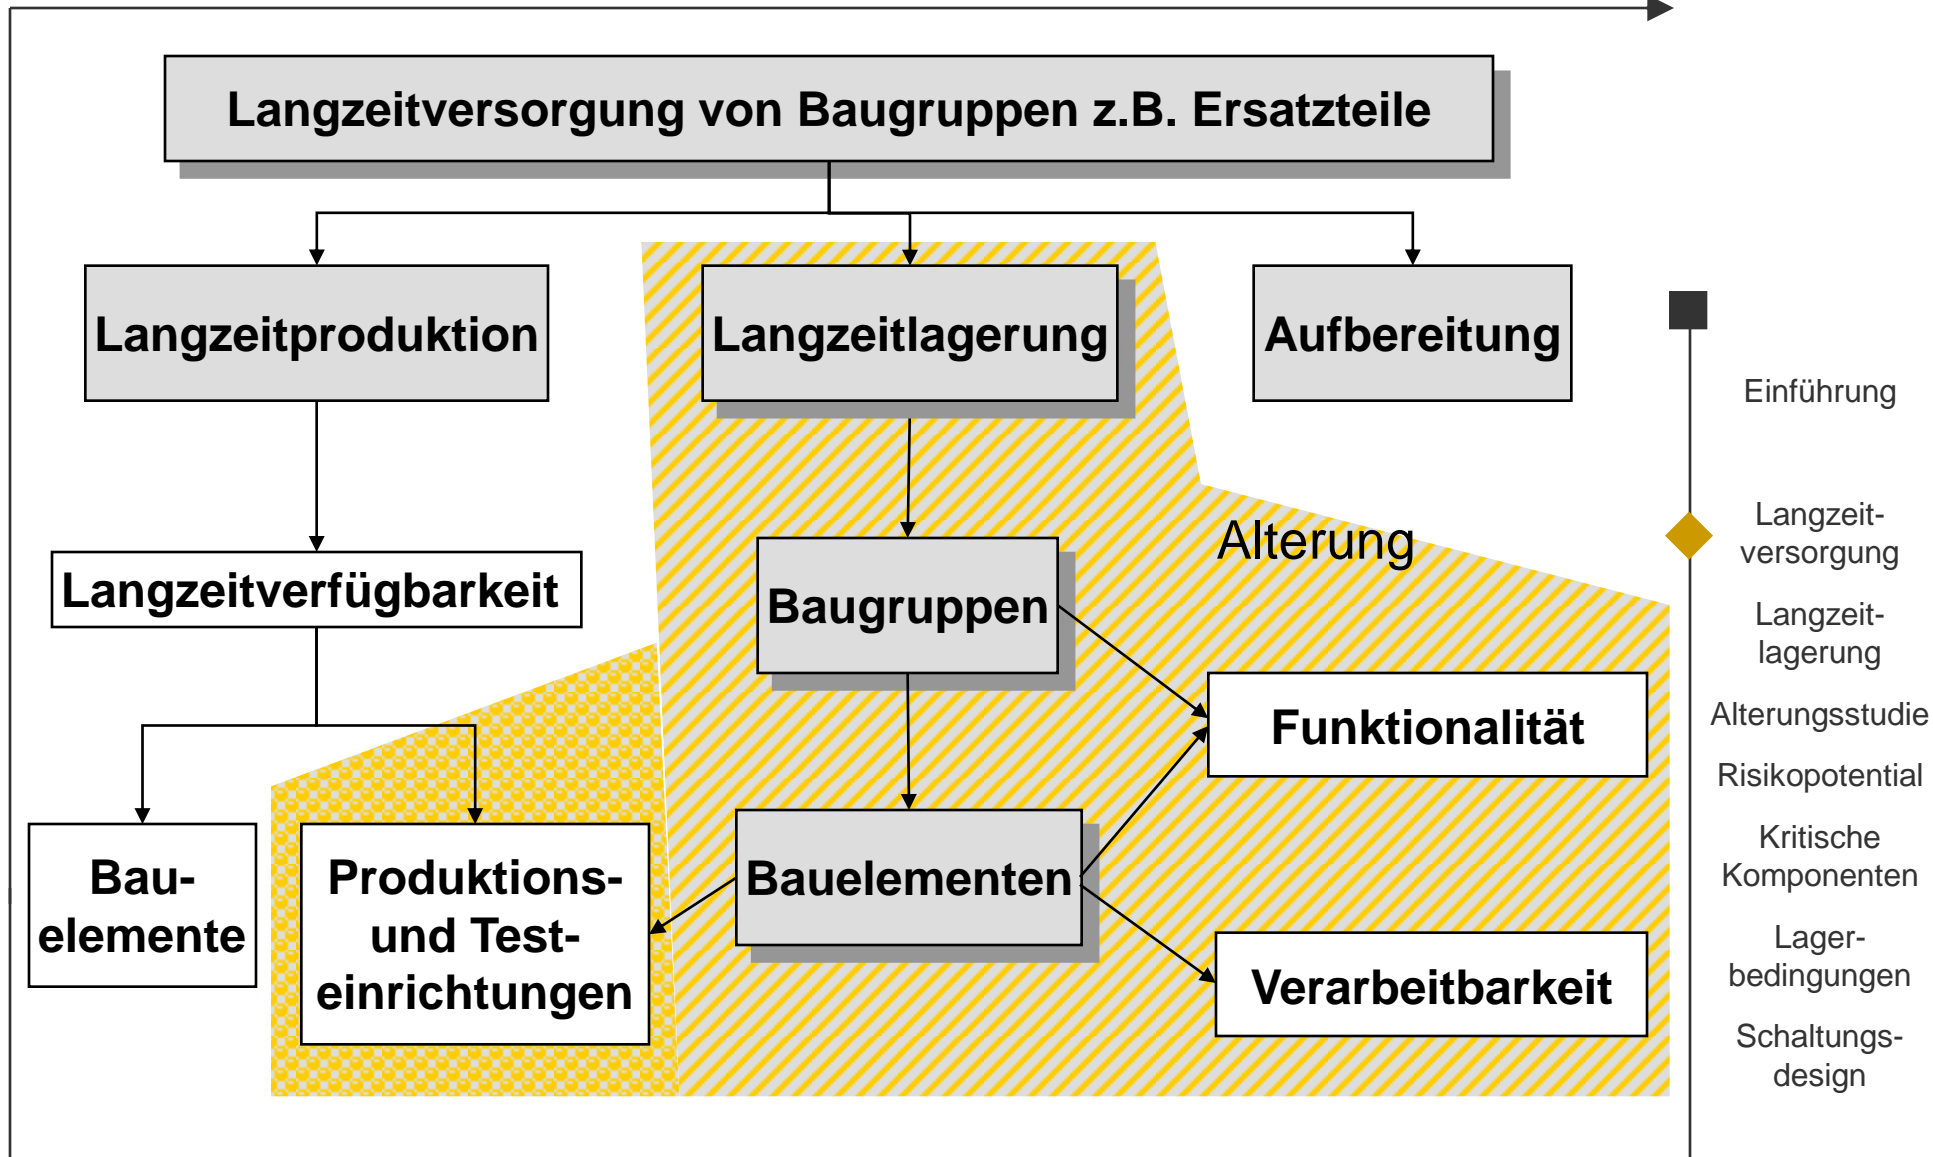 Langzeitversorgung von Baugruppen z.B. Ersatzteile
Langzeitproduktion
Langzeitlagerung
Aufbereitung
Langzeitverfügbarkeit
Baugruppen
Alterung
Funktionalität
Bau-
elemente
Produktions-
und Test-
einrichtungen
Bauelementen
Verarbeitbarkeit
Einführung
Langzeit-
versorgung
Langzeit-
lagerung
Alterungsstudie
Risikopotential
Kritische
Komponenten
Lager-
bedingungen
Schaltungs-
design